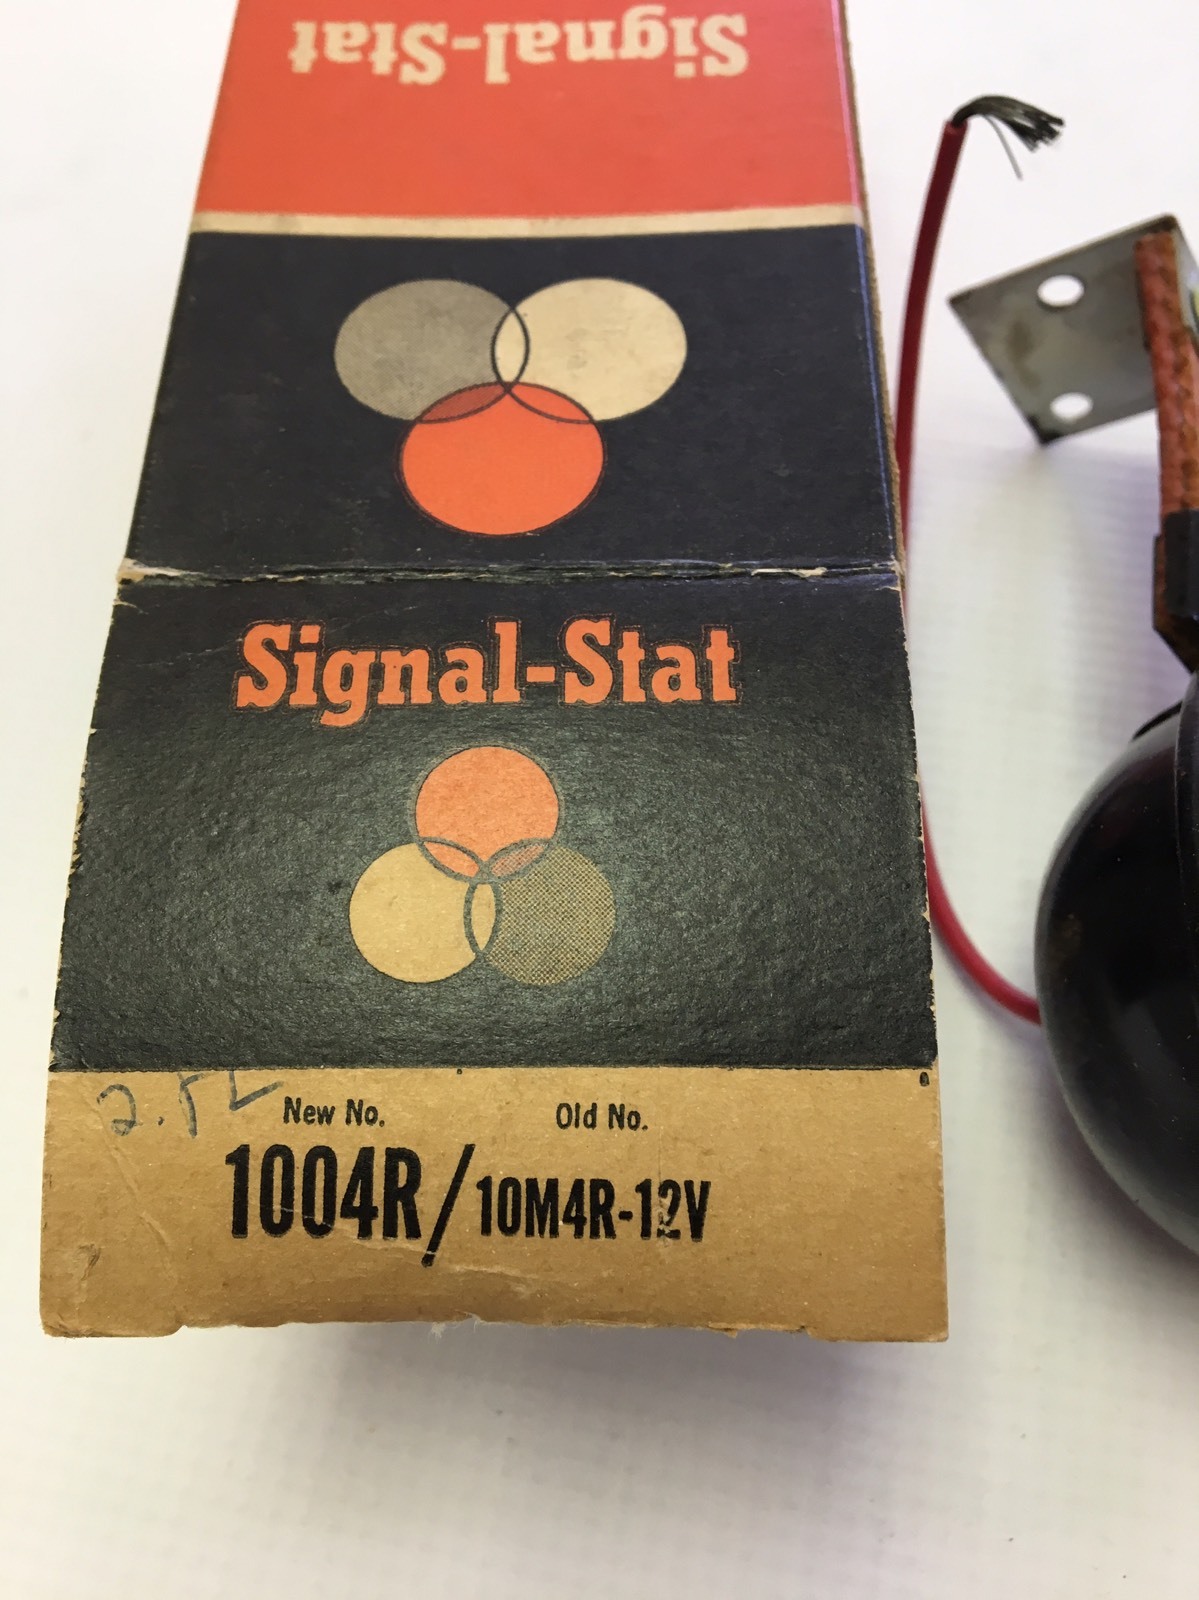 Signal-Stat
Signal-Stat
New No. Old No.
1004R/10M4R-12V